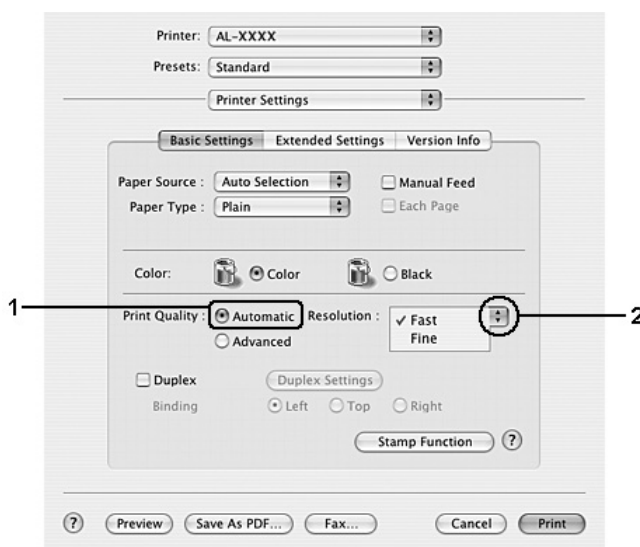 Printer: AL-XXXX
Presets: Standard
Printer Settings
Basic Settings Extended Settings Version Info
Paper Source : Auto Selection Manual Feed
Paper Type : Plain Each Page
Color: Color Black
1 Print Quality : Automatic Resolution : ✓ Fast 2
Advanced Fine
Duplex Duplex Settings
Binding Left Top Right
Stamp Function ?
? Preview Save As PDF... Fax... Cancel Print